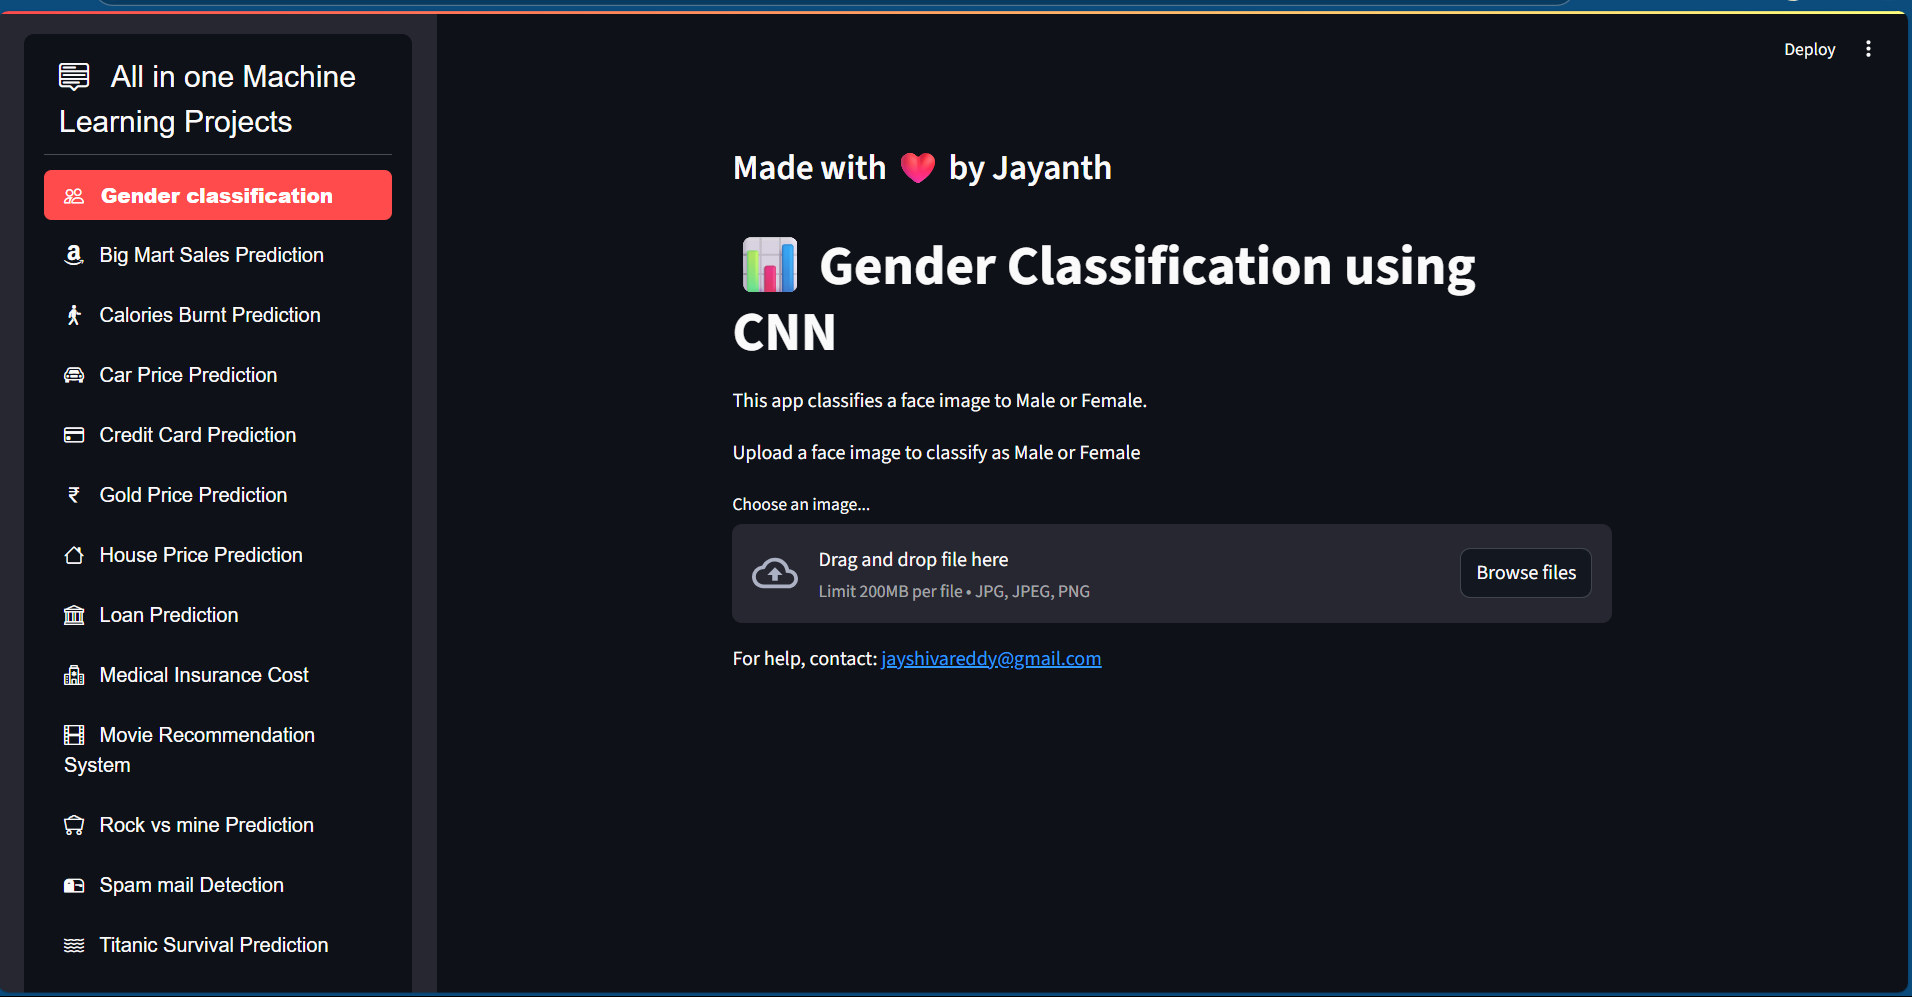 All in one Machine
Learning Projects
Gender classification
Big Mart Sales Prediction
Calories Burnt Prediction
Car Price Prediction
Credit Card Prediction
Gold Price Prediction
House Price Prediction
Loan Prediction
Medical Insurance Cost
Movie Recommendation
System
Rock vs mine Prediction
Spam mail Detection
Titanic Survival Prediction
Deploy
Made with ❤️ by Jayanth
📊 Gender Classification using
CNN
This app classifies a face image to Male or Female.
Upload a face image to classify as Male or Female
Choose an image...
Drag and drop file here
Limit 200MB per file • JPG, JPEG, PNG
Browse files
For help, contact: jayshivareddy@gmail.com